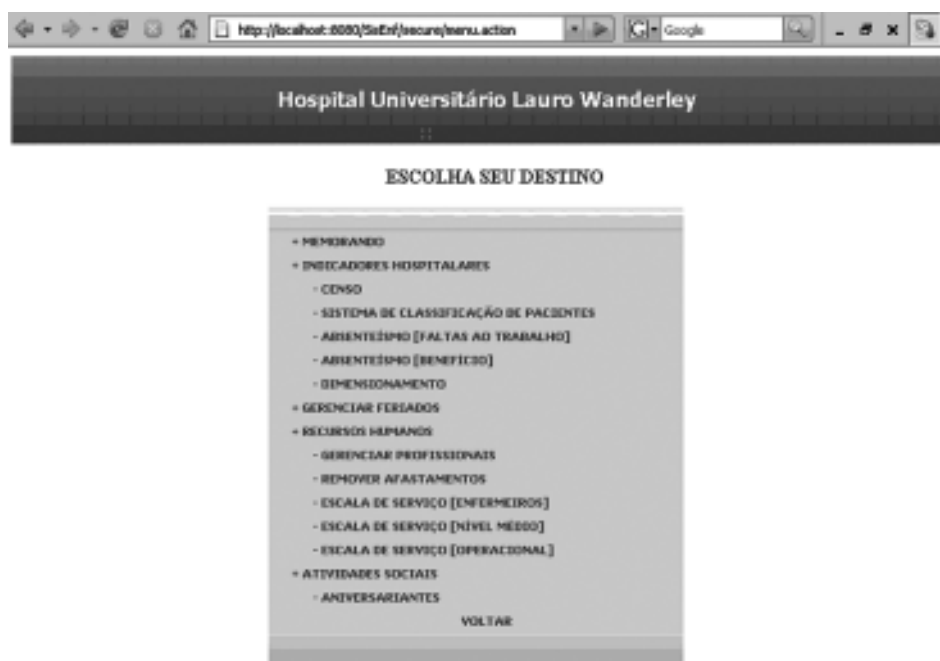 http://localhost:8080/SisEnf/secure/menu.action
Google
Hospital Universitário Lauro Wanderley
ESCOLHA SEU DESTINO
+ MEMORANDO
+ INDICADORES HOSPITALARES
- CENSO
- SISTEMA DE CLASSIFICAÇÃO DE PACIENTES
- ABSENTEÍSMO [FALTAS AO TRABALHO]
- ABSENTEÍSMO [BENEFÍCIO]
- DIMENSIONAMENTO
+ GERENCIAR FERIADOS
+ RECURSOS HUMANOS
- GERENCIAR PROFISSIONAIS
- REMOVER AFASTAMENTOS
- ESCALA DE SERVIÇO [ENFERMEIROS]
- ESCALA DE SERVIÇO [NÍVEL MÉDIO]
- ESCALA DE SERVIÇO [OPERACIONAL]
+ ATIVIDADES SOCIAIS
- ANIVERSARIANTES
VOLTAR